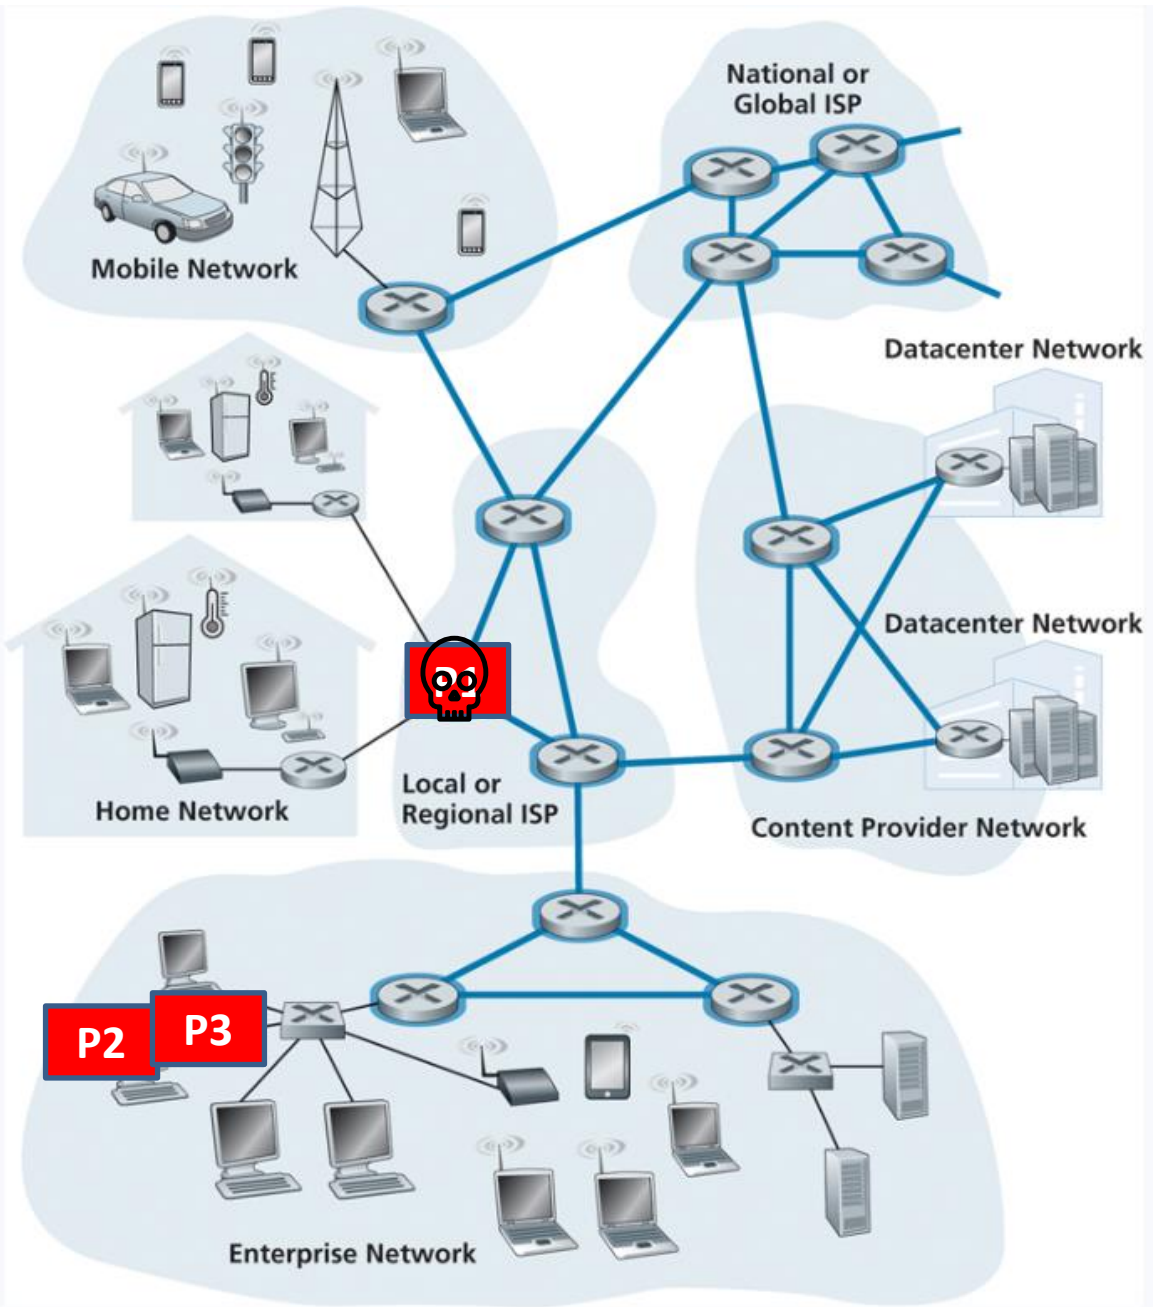 National or
Global ISP
Mobile Network
Datacenter Network
Datacenter Network
P1
Local or
Regional ISP
Home Network
Content Provider Network
P2
P3
Enterprise Network